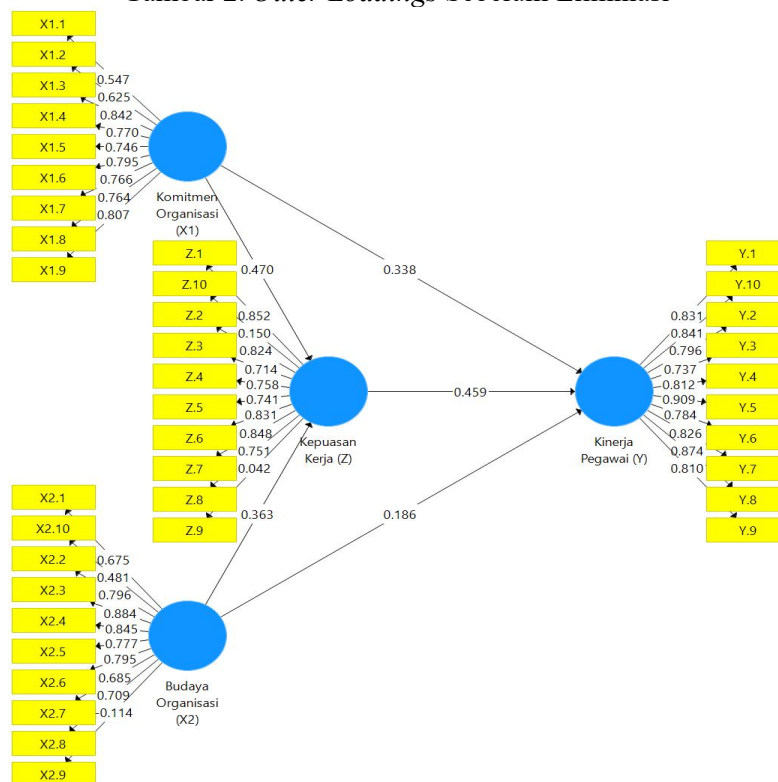 Gambar 2. Outer Loadings Sebelum Eliminasi
X1.1
X1.2
X1.3
X1.4
X1.5
X1.6
X1.7
X1.8
X1.9
0.547
0.625
0.842
0.770
0.746
0.795
0.766
0.764
0.807
Komitmen
Organisasi
(X1)
0.470
0.338
Z.1
Z.10
Z.2
Z.3
Z.4
Z.5
Z.6
Z.7
Z.8
Z.9
0.852
0.150
0.824
0.714
0.758
0.741
0.831
0.848
0.751
0.042
Kepuasan
Kerja (Z)
0.459
0.363
0.186
Kinerja
Pegawai (Y)
0.831
0.841
0.796
0.737
0.812
0.909
0.784
0.826
0.874
0.810
Y.1
Y.10
Y.2
Y.3
Y.4
Y.5
Y.6
Y.7
Y.8
Y.9
X2.1
X2.10
X2.2
X2.3
X2.4
X2.5
X2.6
X2.7
X2.8
X2.9
0.675
0.481
0.796
0.884
0.845
0.777
0.795
0.685
0.709
-0.114
Budaya
Organisasi
(X2)